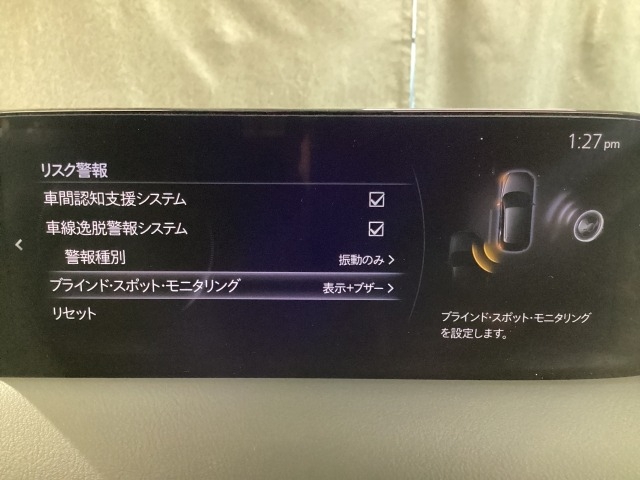 1:27pm
リスク警報
車間認知支援システム
車線逸脱警報システム
警報種別 振動のみ
ブラインド・スポット・モニタリング 表示+ブザー
リセット
ブラインド・スポット・モニタリング
を設定します。